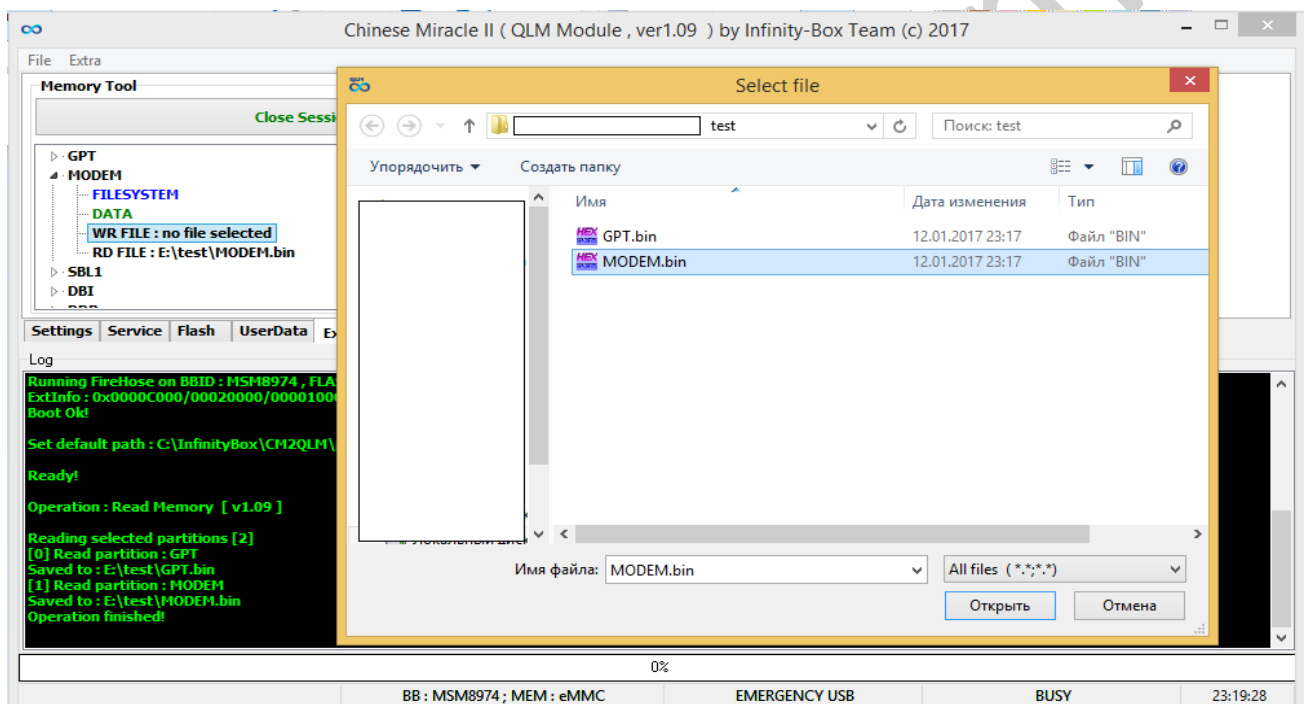 Chinese Miracle II ( QLM Module , ver1.09 ) by Infinity-Box Team (c) 2017
File Extra
Memory Tool
Close Sessi
GPT
MODEM
FILESYSTEM
DATA
WR FILE : no file selected
RD FILE : E:\test\MODEM.bin
SBL1
DBI
Settings Service Flash UserData Ex
Log
Running FireHose on BBID : MSM8974 , FLA
ExtInfo : 0x0000C000/00020000/00001000
Boot Ok!
Set default path : C:\InfinityBox\CM2QLM\
Ready!
Operation : Read Memory [ v1.09 ]
Reading selected partitions [2]
[0] Read partition : GPT
Saved to : E:\test\GPT.bin
[1] Read partition : MODEM
Saved to : E:\test\MODEM.bin
Operation finished!
Select file
test
Поиск: test
Упорядочить Создать папку
Имя Дата изменения Тип
GPT.bin 12.01.2017 23:17 Файл "BIN"
MODEM.bin 12.01.2017 23:17 Файл "BIN"
Имя файла: MODEM.bin All files ( *.*;*.*)
Открыть Отмена
0%
BB : MSM8974 ; MEM : eMMC EMERGENCY USB BUSY 23:19:28